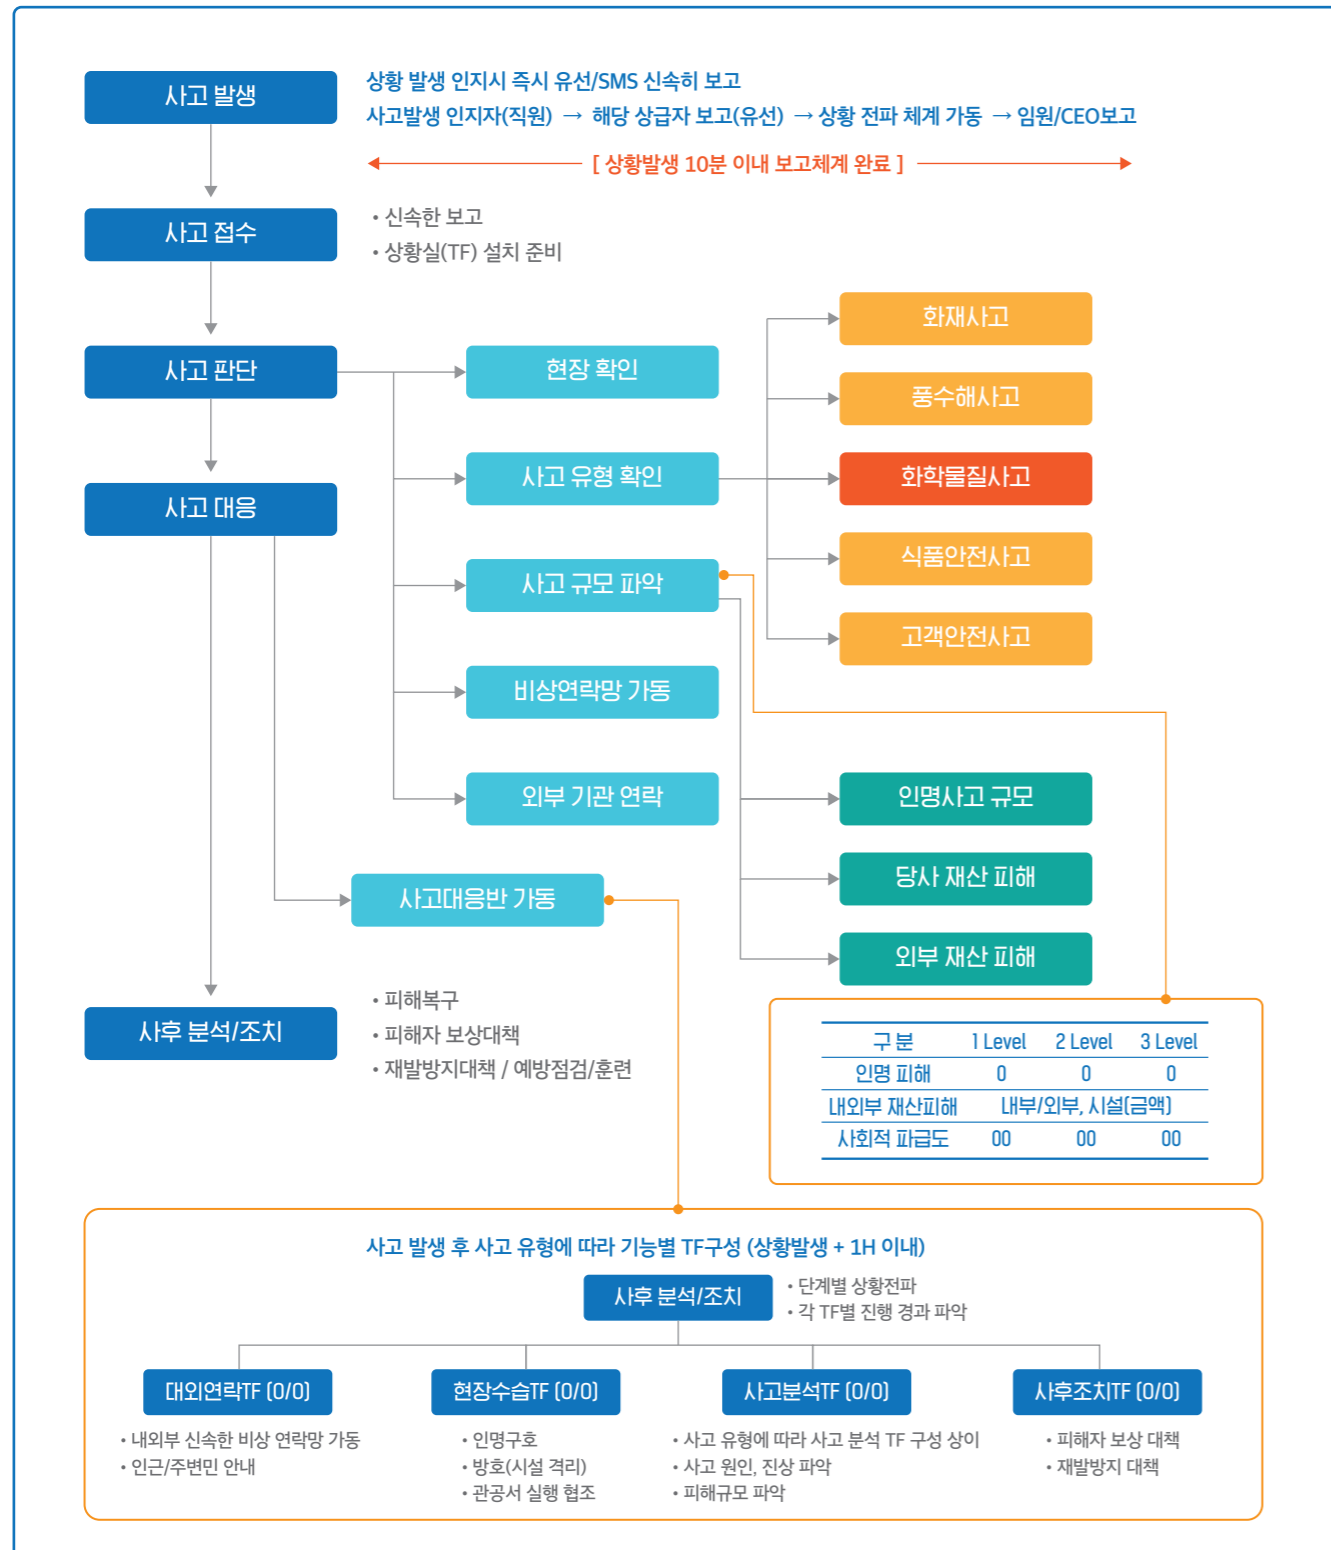 사고 발생
상황 발생 인지시 즉시 유선/SMS 신속히 보고
사고발생 인지자(직원) → 해당 상급자 보고(유선) → 상황 전파 체계 가동 → 임원/CEO보고
[ 상황발생 10분 이내 보고체계 완료 ]
사고 접수
• 신속한 보고
• 상황실(TF) 설치 준비
사고 판단
현장 확인
사고 유형 확인
사고 규모 파악
비상연락망 가동
외부 기관 연락
화재사고
풍수해사고
화학물질사고
식품안전사고
고객안전사고
인명사고 규모
당사 재산 피해
외부 재산 피해
사고 대응
사고대응반 가동
사후 분석/조치
• 피해복구
• 피해자 보상대책
• 재발방지대책 / 예방점검/훈련
구 분 1 Level 2 Level 3 Level
인명 피해 0 0 0
내외부 재산피해 내부/외부, 시설(금액)
사회적 파급도 00 00 00
사고 발생 후 사고 유형에 따라 기능별 TF구성 (상황발생 + 1H 이내)
사후 분석/조치
• 단계별 상황전파
• 각 TF별 진행 경과 파악
대외연락TF (0/0)
• 내외부 신속한 비상 연락망 가동
• 인근/주변민 안내
현장수습TF (0/0)
• 인명구호
• 방호(시설 격리)
• 관공서 실행 협조
사고분석TF (0/0)
• 사고 유형에 따라 사고 분석 TF 구성 상이
• 사고 원인, 진상 파악
• 피해규모 파악
사후조치TF (0/0)
• 피해자 보상 대책
• 재발방지 대책